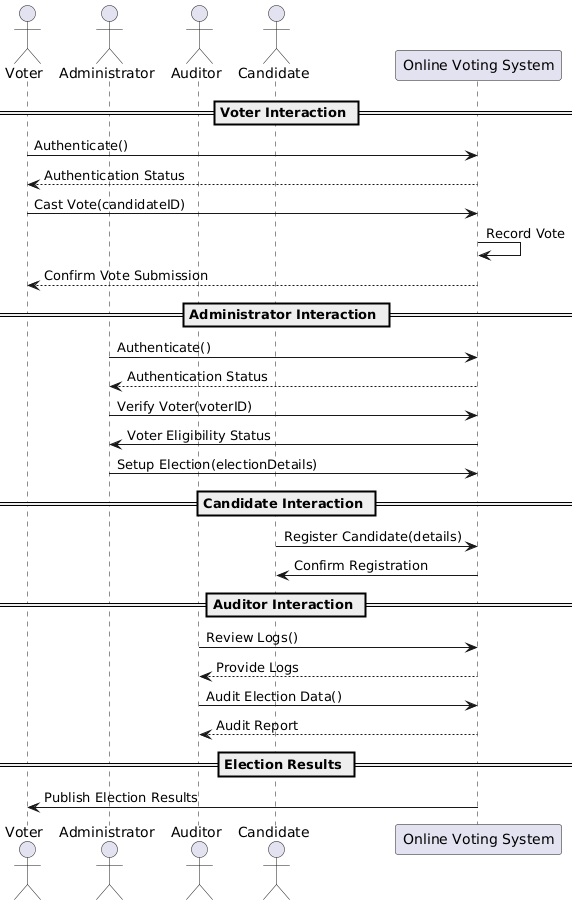 Voter Administrator Auditor Candidate Online Voting System
Voter Interaction
Authenticate()
Authentication Status
Cast Vote(candidateID)
Record Vote
Confirm Vote Submission
Administrator Interaction
Authenticate()
Authentication Status
Verify Voter(voterID)
Voter Eligibility Status
Setup Election(electionDetails)
Candidate Interaction
Register Candidate(details)
Confirm Registration
Auditor Interaction
Review Logs()
Provide Logs
Audit Election Data()
Audit Report
Election Results
Publish Election Results
Voter Administrator Auditor Candidate Online Voting System